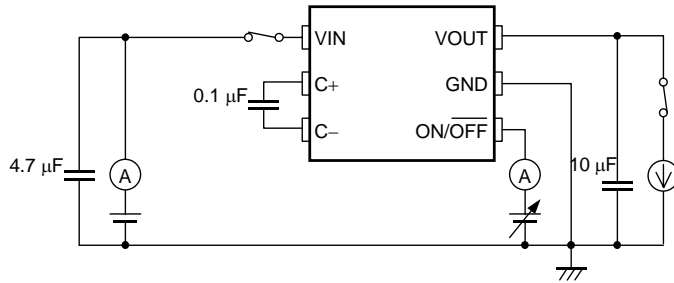 VIN VOUT
C+ GND
0.1 µF
C− ON/OFF
4.7 µF A A 10 µF